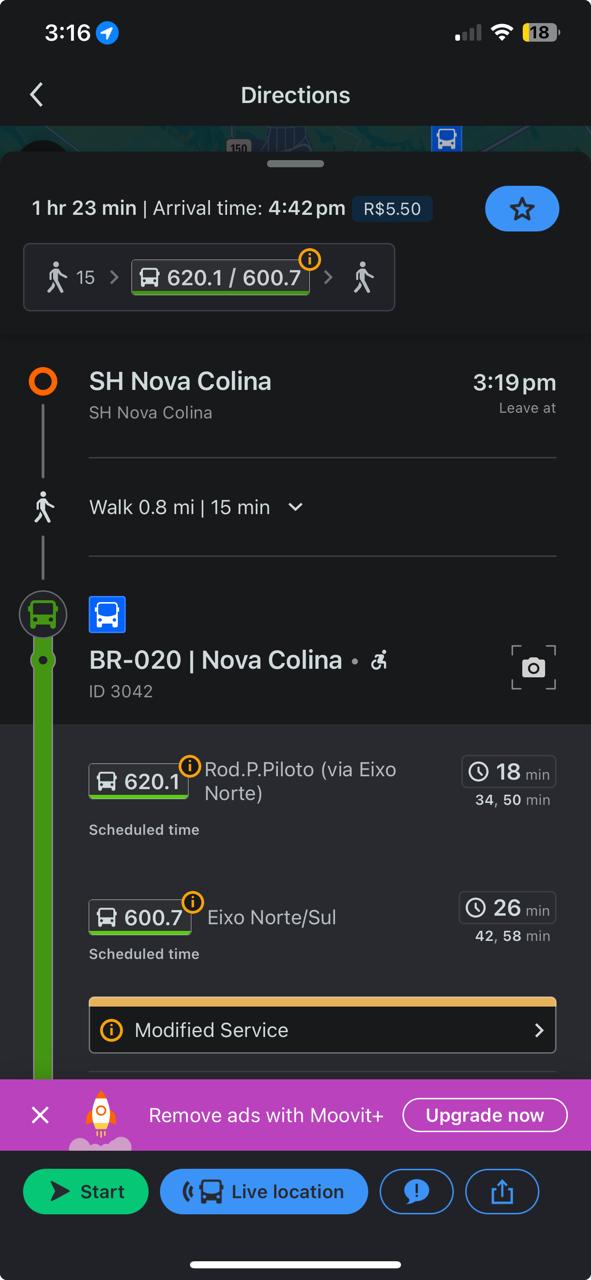 3:16
18
Directions
150
1 hr 23 min | Arrival time: 4:42 pm R$5.50
15 620.1 / 600.7
SH Nova Colina 3:19 pm
SH Nova Colina Leave at
Walk 0.8 mi | 15 min
BR-020 | Nova Colina •
ID 3042
620.1 Rod.P.Piloto (via Eixo
Norte) 18 min
34, 50 min
Scheduled time
600.7 Eixo Norte/Sul 26 min
42, 58 min
Scheduled time
Modified Service
Remove ads with Moovit+ Upgrade now
Start Live location